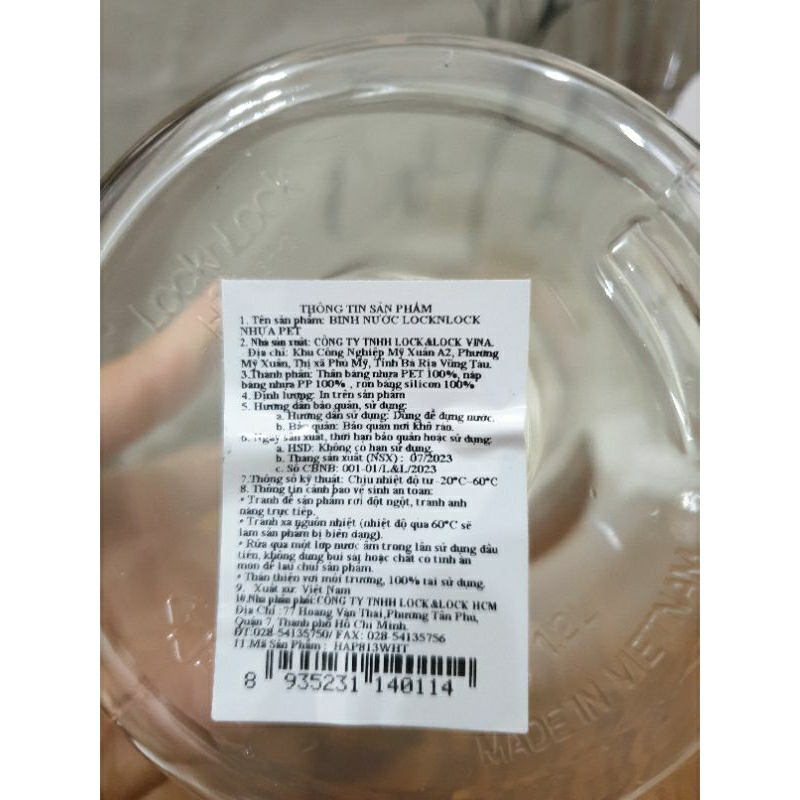 LocknLock
THÔNG TIN SẢN PHẨM
1. Tên sản phẩm: BÌNH NƯỚC LOCKNLOCK
NHỰA PET
2. Nhà sản xuất: CÔNG TY TNHH LOCK&LOCK VINA.
Địa chỉ: Khu Công Nghiệp Mỹ Xuân A2, Phường
Mỹ Xuân, Thị xã Phú Mỹ, Tỉnh Bà Rịa Vũng Tàu.
3.Thành phần: Thân bằng nhựa PET 100%, nắp
bằng nhựa PP 100% , ron bằng silicon 100%
4. Định lượng: In trên sản phẩm
5. Hướng dẫn bảo quản, sử dụng:
a. Hướng dẫn sử dụng: Dùng để đựng nước.
b. Bảo quản: Bảo quản nơi khô ráo.
6. Ngày sản xuất, thời hạn bảo quản hoặc sử dụng:
a. HSD: Không có hạn sử dụng.
b. Tháng sản xuất (NSX) : 07/2023
c. Số CBNB: 001-01/L&L/2023
7.Thông số kỹ thuật: Chịu nhiệt độ từ -20°C~60°C
8. Thông tin cảnh báo vệ sinh an toàn:
* Tránh để sản phẩm rơi đột ngột, tránh ánh
nắng trực tiếp.
* Tránh xa nguồn nhiệt (nhiệt độ quá 60°C sẽ
làm sản phẩm bị biến dạng).
* Rửa qua một lớp nước ấm trong lần sử dụng đầu
tiên, không dùng bùi sắt hoặc chất có tính ăn
mòn để lau chùi sản phẩm.
* Thân thiện với môi trường, 100% tái sử dụng.
9. Xuất xứ: Việt Nam
10.Nhà phân phối:CÔNG TY TNHH LOCK&LOCK HCM
Địa Chỉ :77 Hoàng Văn Thái,Phường Tân Phú,
Quận 7, Thành phố Hồ Chí Minh.
ĐT:028-54135750/ FAX: 028-54135756
11.Mã Sản Phẩm : HAP813WHT
8 935231 140114
1.2L
MADE IN VIETNAM